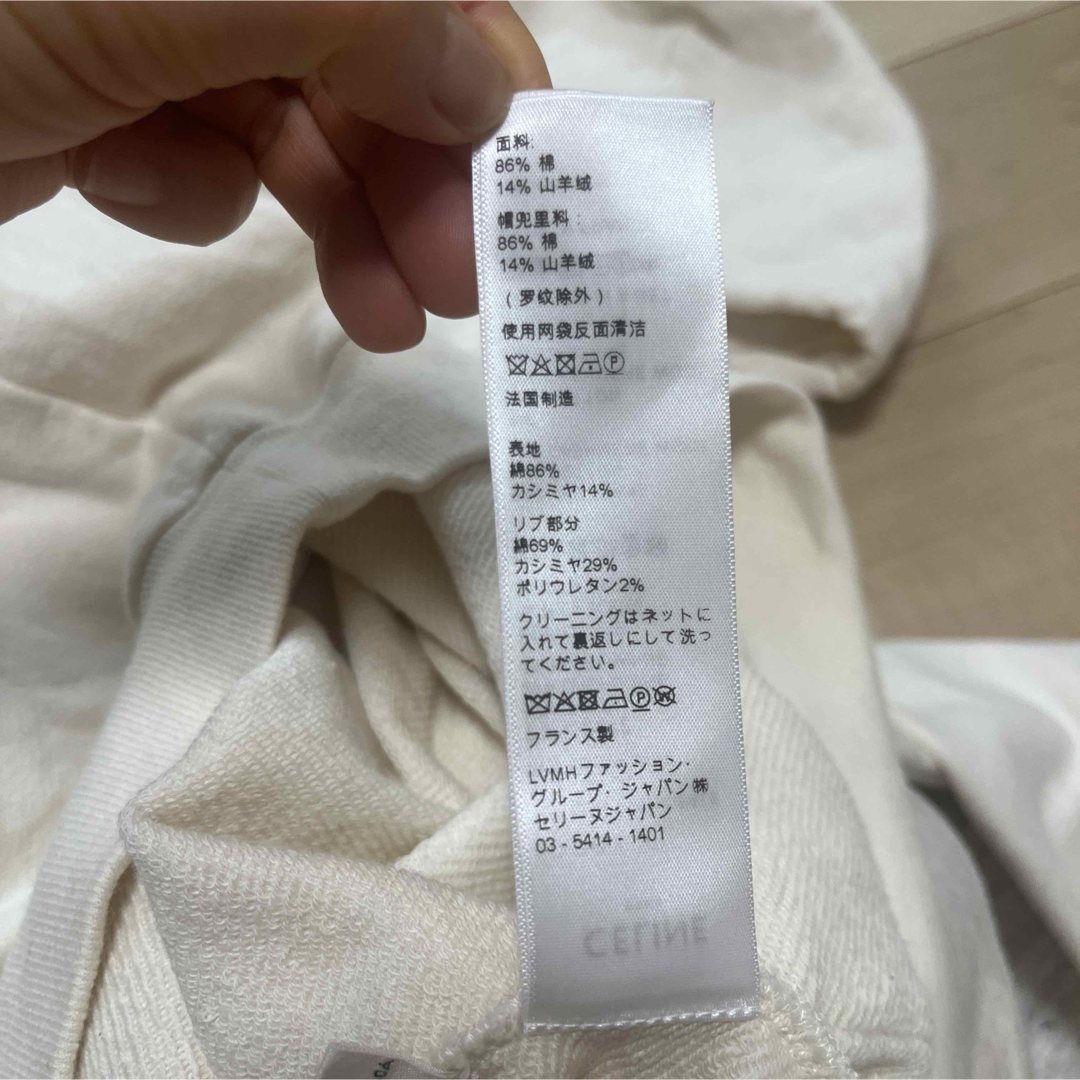 面料:
86% 棉
14% 山羊绒
帽兜里料:
86% 棉
14% 山羊绒
(罗纹除外)
使用网袋反面清洁
P
法国制造
表地
綿86%
カシミヤ14%
リブ部分
綿69%
カシミヤ29%
ポリウレタン2%
クリーニングはネットに
入れて裏返しにして洗っ
てください。
P W
フランス製
LVMHファッション・
グループ・ジャパン㈱
セリーヌジャパン
03 - 5414 - 1401
CELINE